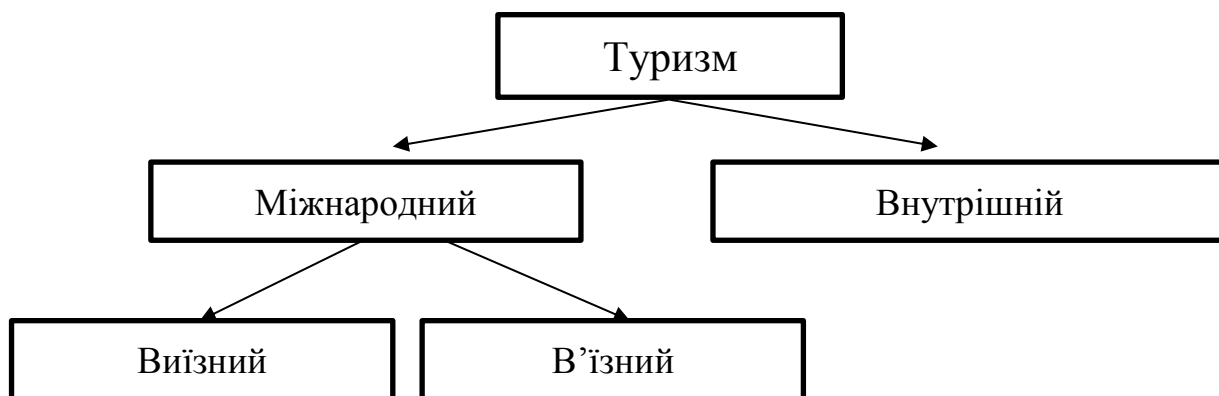 Туризм
Міжнародний
Внутрішній
Виїзний
В’їзний